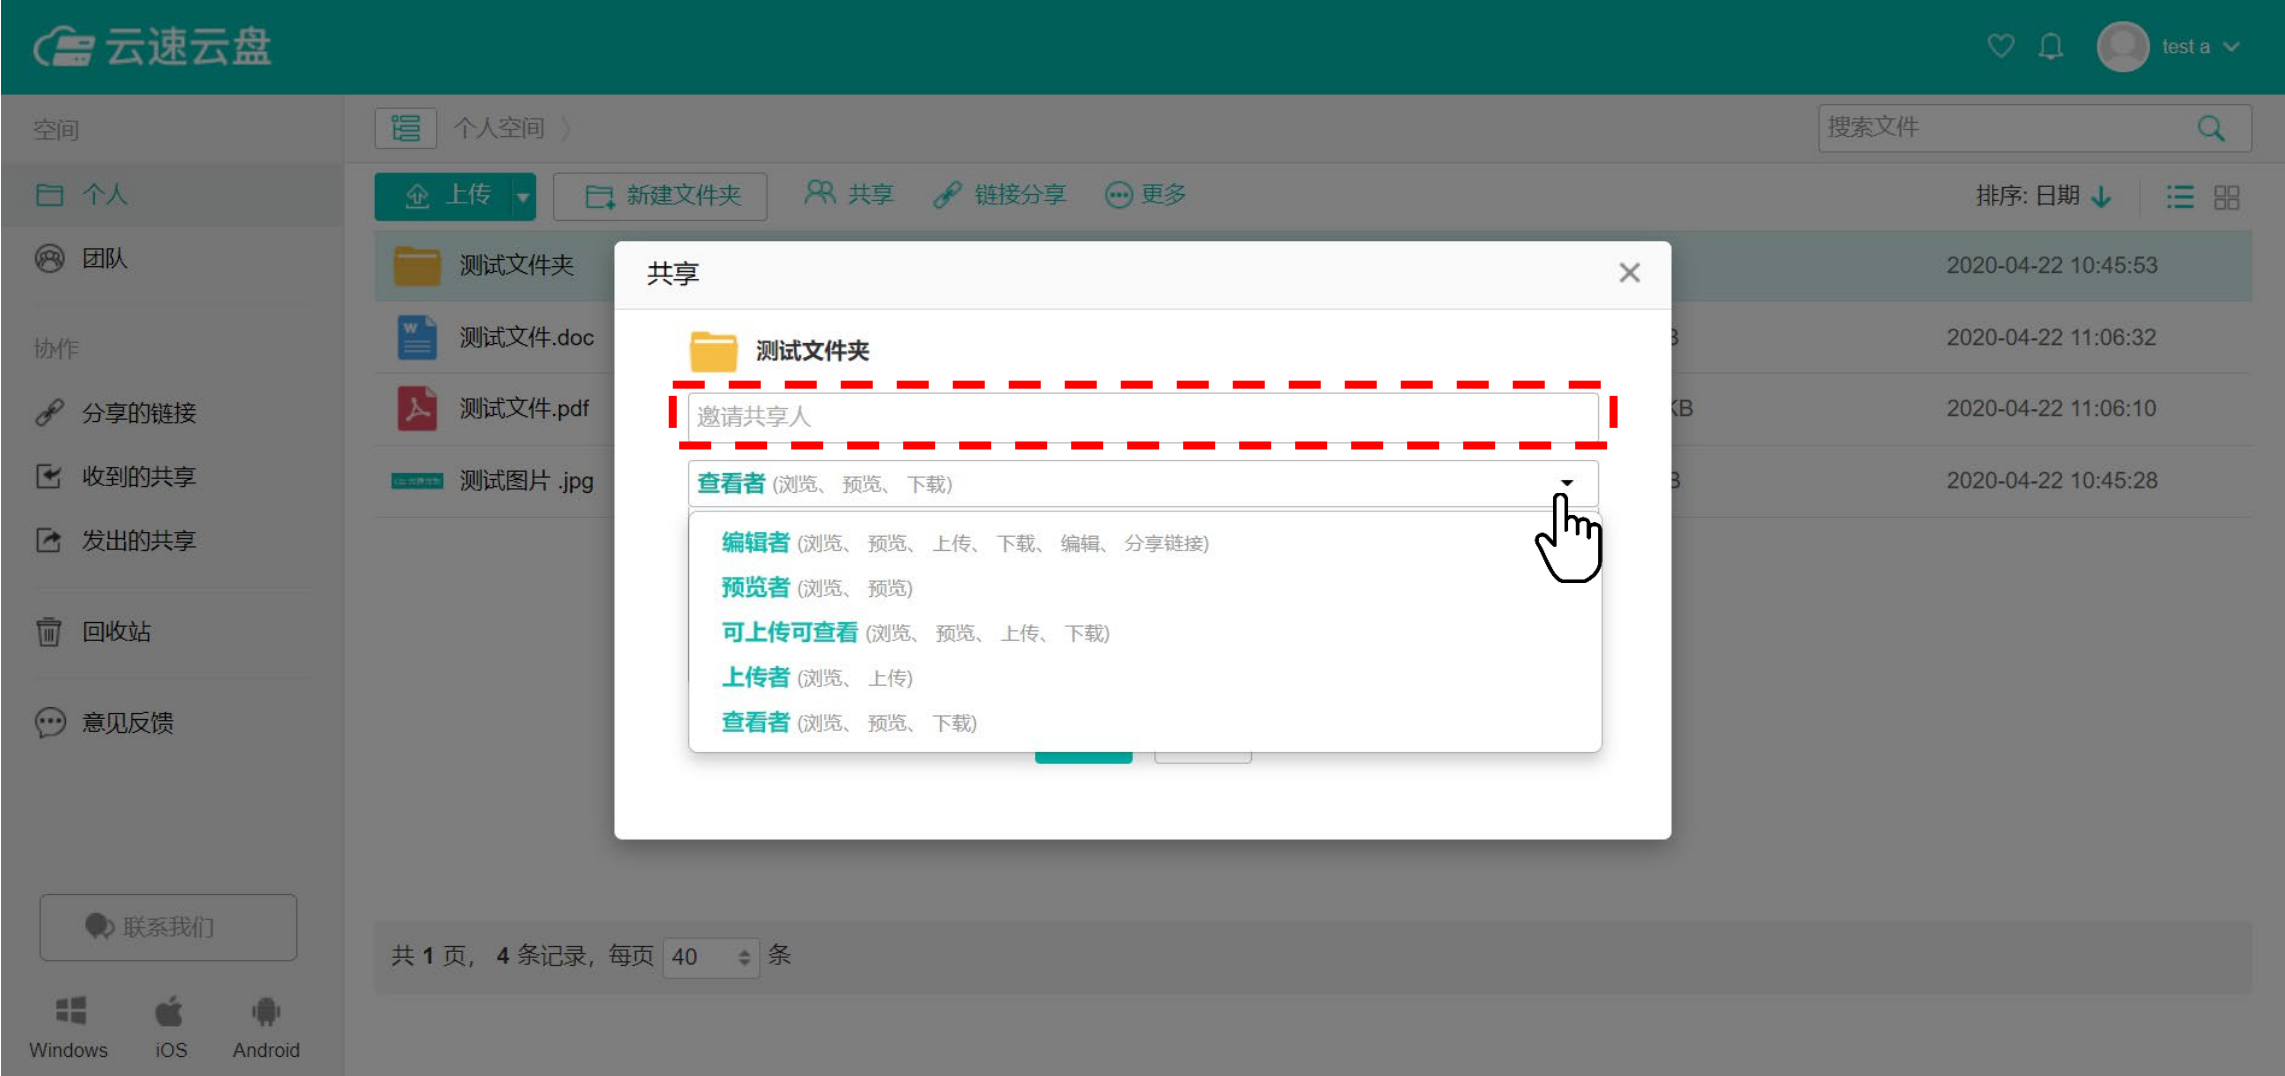 云速云盘
test a
空间
个人空间
搜索文件
个人
上传
新建文件夹
共享
链接分享
更多
排序: 日期
团队
测试文件夹
2020-04-22 10:45:53
测试文件.doc
2020-04-22 11:06:32
测试文件.pdf
KB
2020-04-22 11:06:10
测试图片 .jpg
2020-04-22 10:45:28
协作
分享的链接
收到的共享
发出的共享
回收站
意见反馈
联系我们
Windows
iOS
Android
共享
测试文件夹
邀请共享人
查看者 (浏览、 预览、 下载)
编辑者 (浏览、 预览、 上传、 下载、 编辑、 分享链接)
预览者 (浏览、 预览)
可上传可查看 (浏览、 预览、 上传、 下载)
上传者 (浏览、 上传)
查看者 (浏览、 预览、 下载)
共 1 页， 4 条记录，每页 40 条